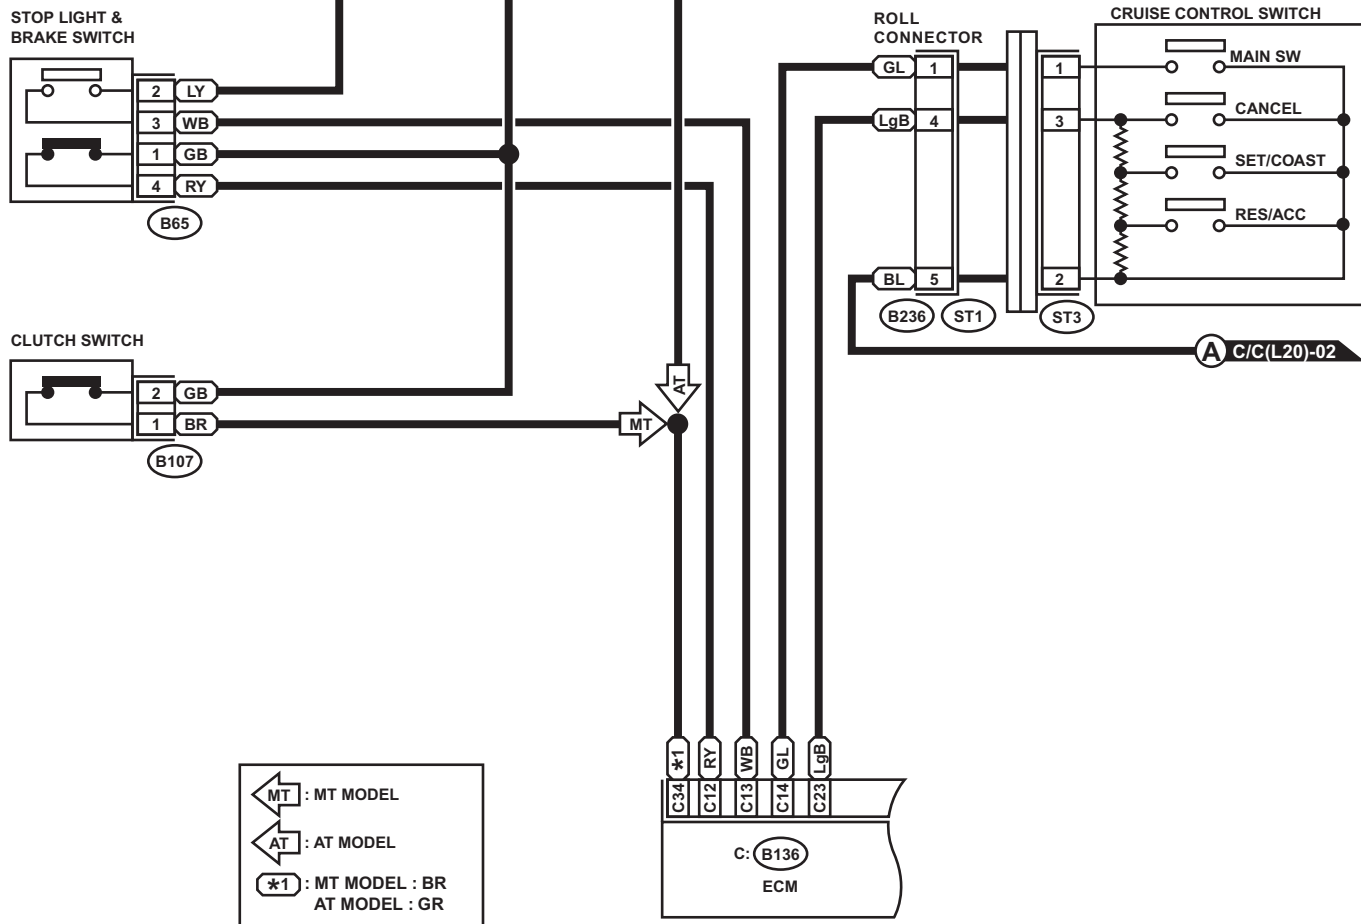 STOP LIGHT &
BRAKE SWITCH
2 LY
3 WB
1 GB
4 RY
B65
CLUTCH SWITCH
2 GB
1 BR
B107
MT
AT
ROLL
CONNECTOR
GL 1
LgB 4
BL 5
B236 ST1
1
3
2
ST3
CRUISE CONTROL SWITCH
MAIN SW
CANCEL
SET/COAST
RES/ACC
A C/C(L20)-02
*1 RY WB GL LgB
C34 C12 C13 C14 C23
C: B136
ECM
MT : MT MODEL
AT : AT MODEL
*1 : MT MODEL : BR
AT MODEL : GR